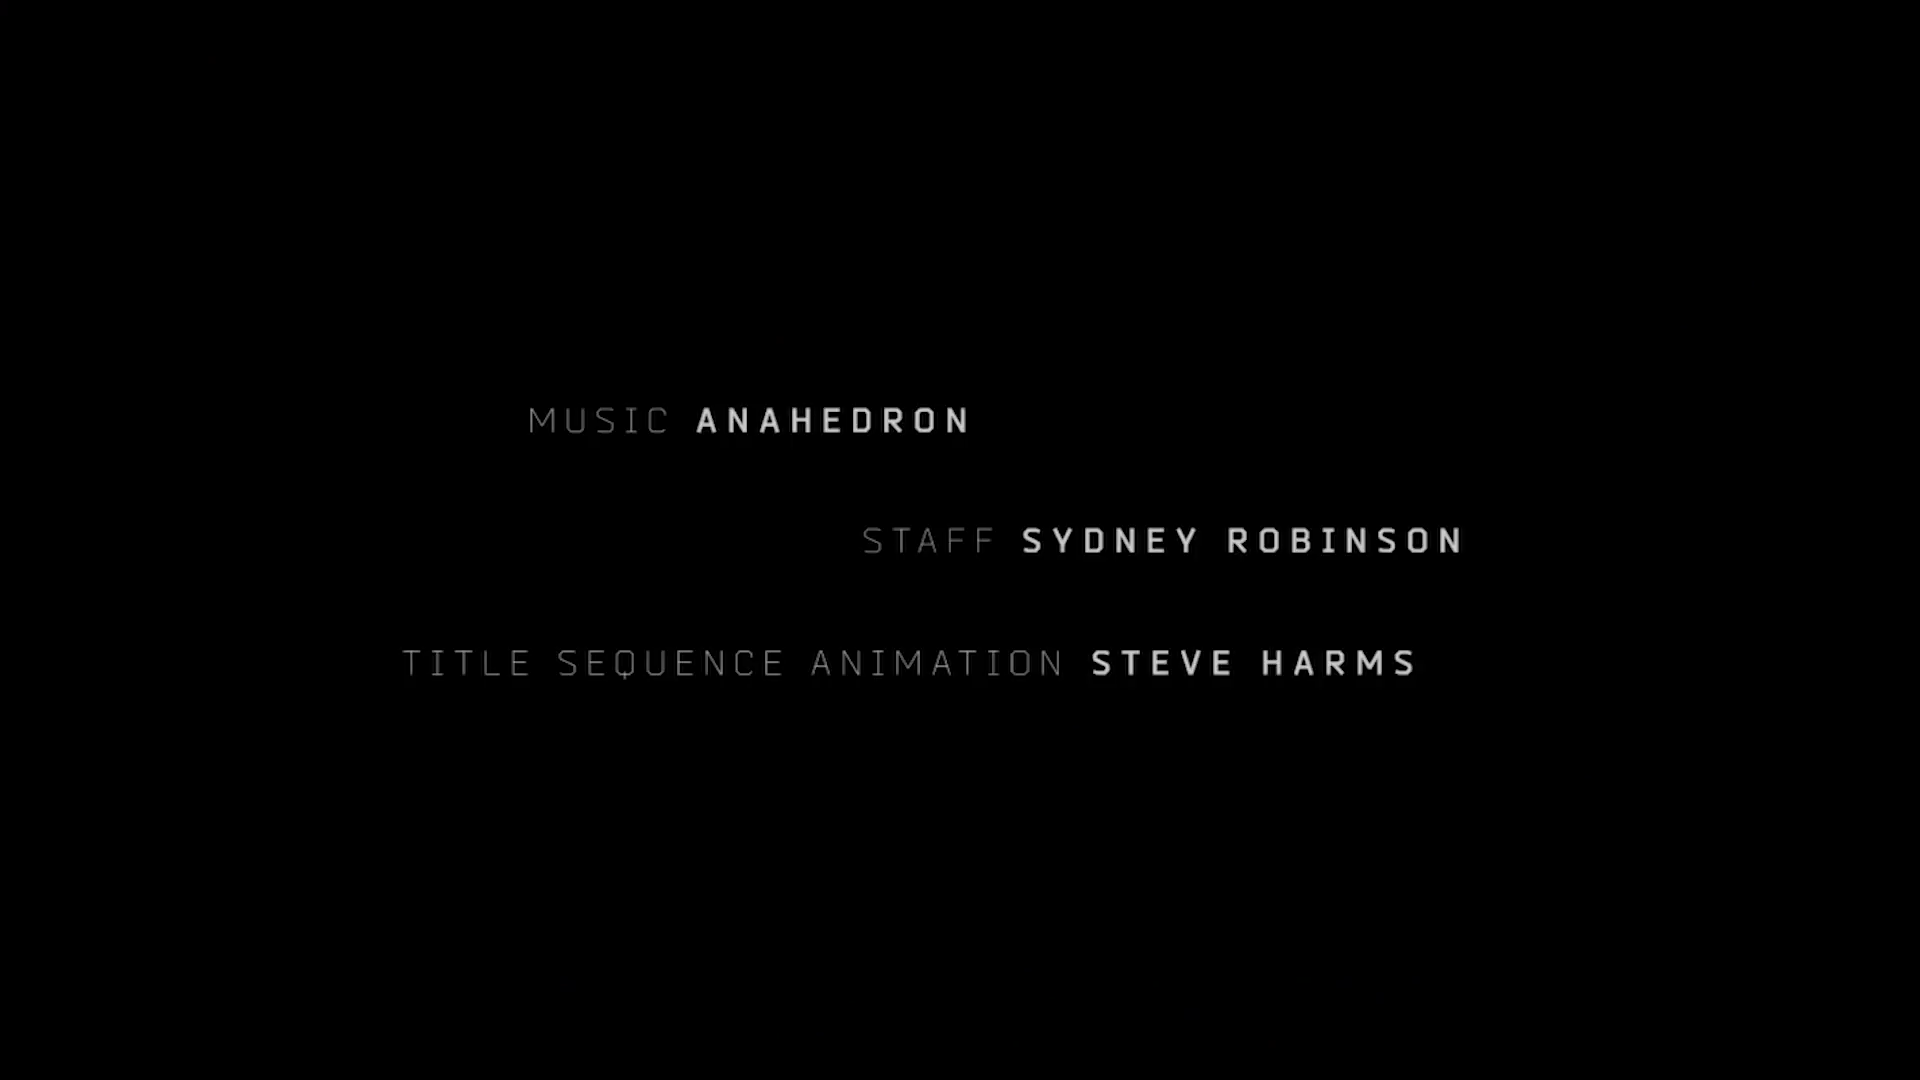 MUSIC ANAHEDRON
STAFF SYDNEY ROBINSON
TITLE SEQUENCE ANIMATION STEVE HARMS